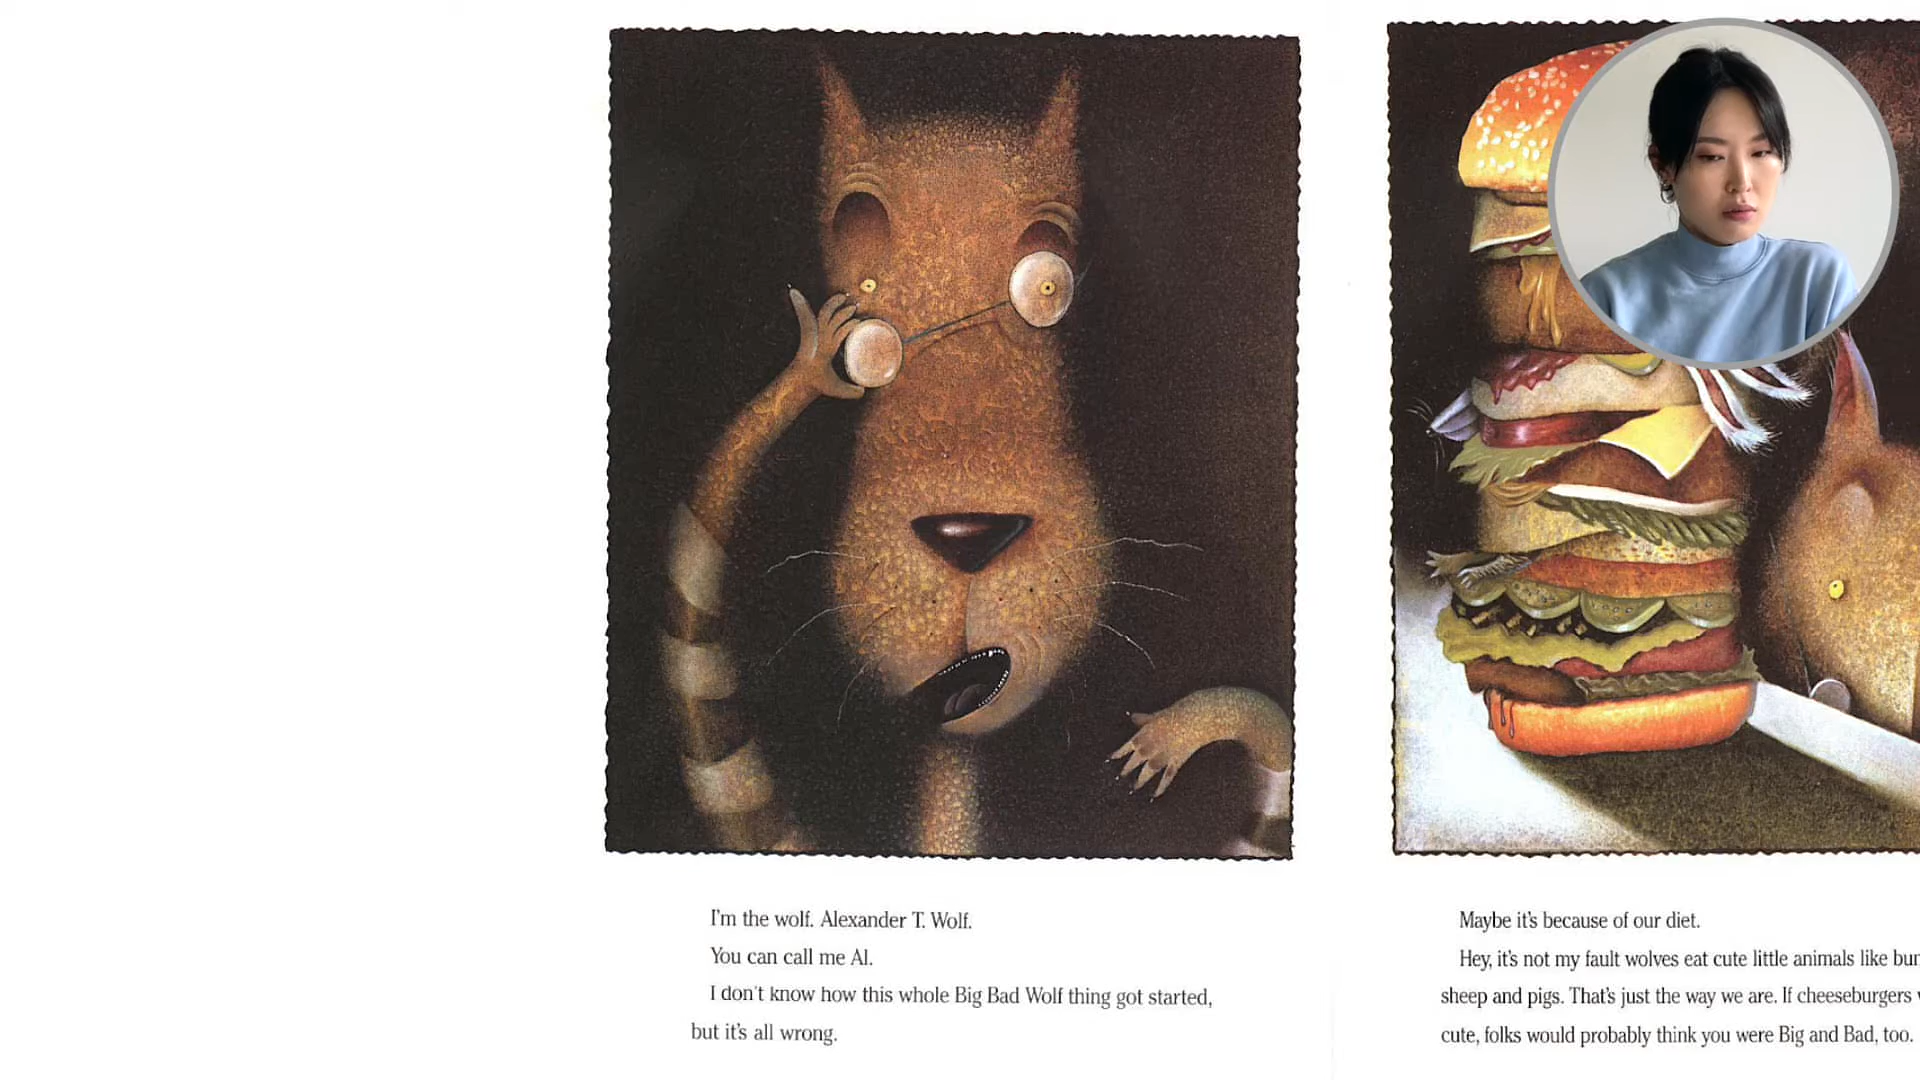 I'm the wolf. Alexander T. Wolf.
You can call me Al.
I don't know how this whole Big Bad Wolf thing got started,
but it's all wrong.
Maybe it's because of our diet.
Hey, it's not my fault wolves eat cute little animals like
sheep and pigs. That's just the way we are. If cheeseburgers
cute, folks would probably think you were Big and Bad, too.